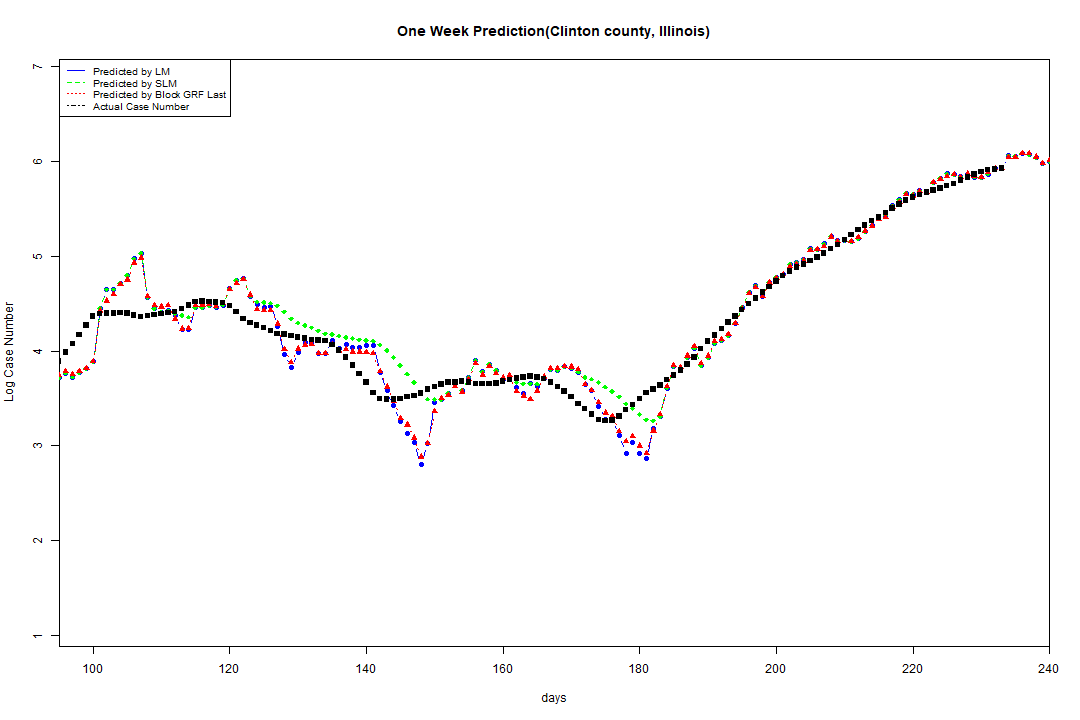 One Week Prediction(Clinton county, Illinois)
Predicted by LM
Predicted by SLM
Predicted by Block GRF Last
Actual Case Number
7
6
5
4
3
2
1
Log Case Number
100 120 140 160 180 200 220 240
days